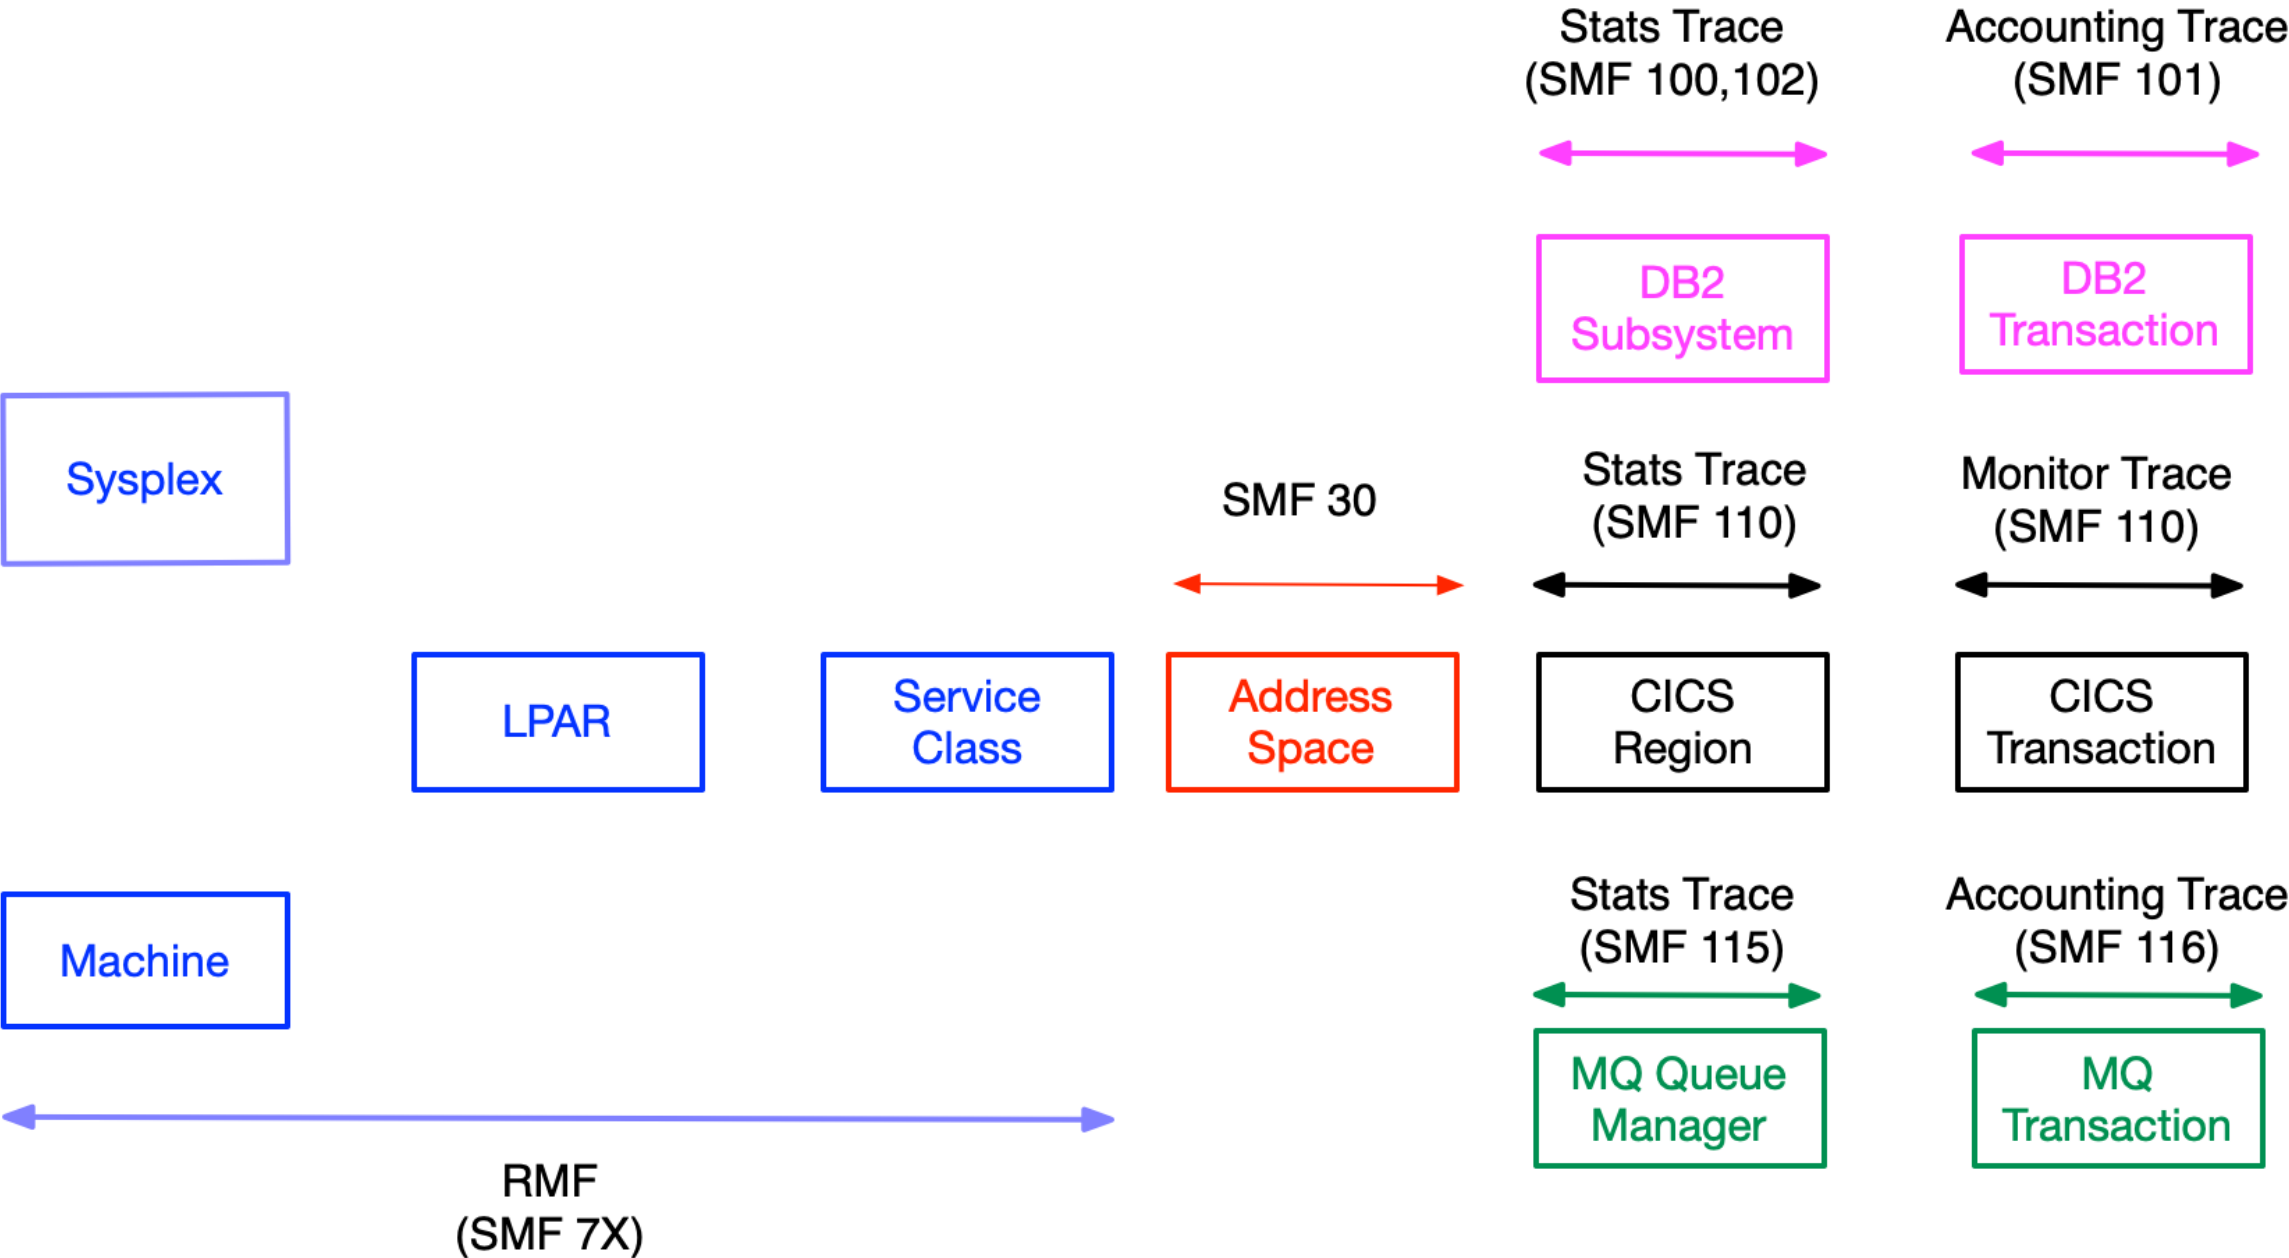 Stats Trace
(SMF 100,102)
Accounting Trace
(SMF 101)
DB2
Subsystem
DB2
Transaction
Sysplex
SMF 30
Stats Trace
(SMF 110)
Monitor Trace
(SMF 110)
LPAR
Service
Class
Address
Space
CICS
Region
CICS
Transaction
Machine
Stats Trace
(SMF 115)
Accounting Trace
(SMF 116)
MQ Queue
Manager
MQ
Transaction
RMF
(SMF 7X)